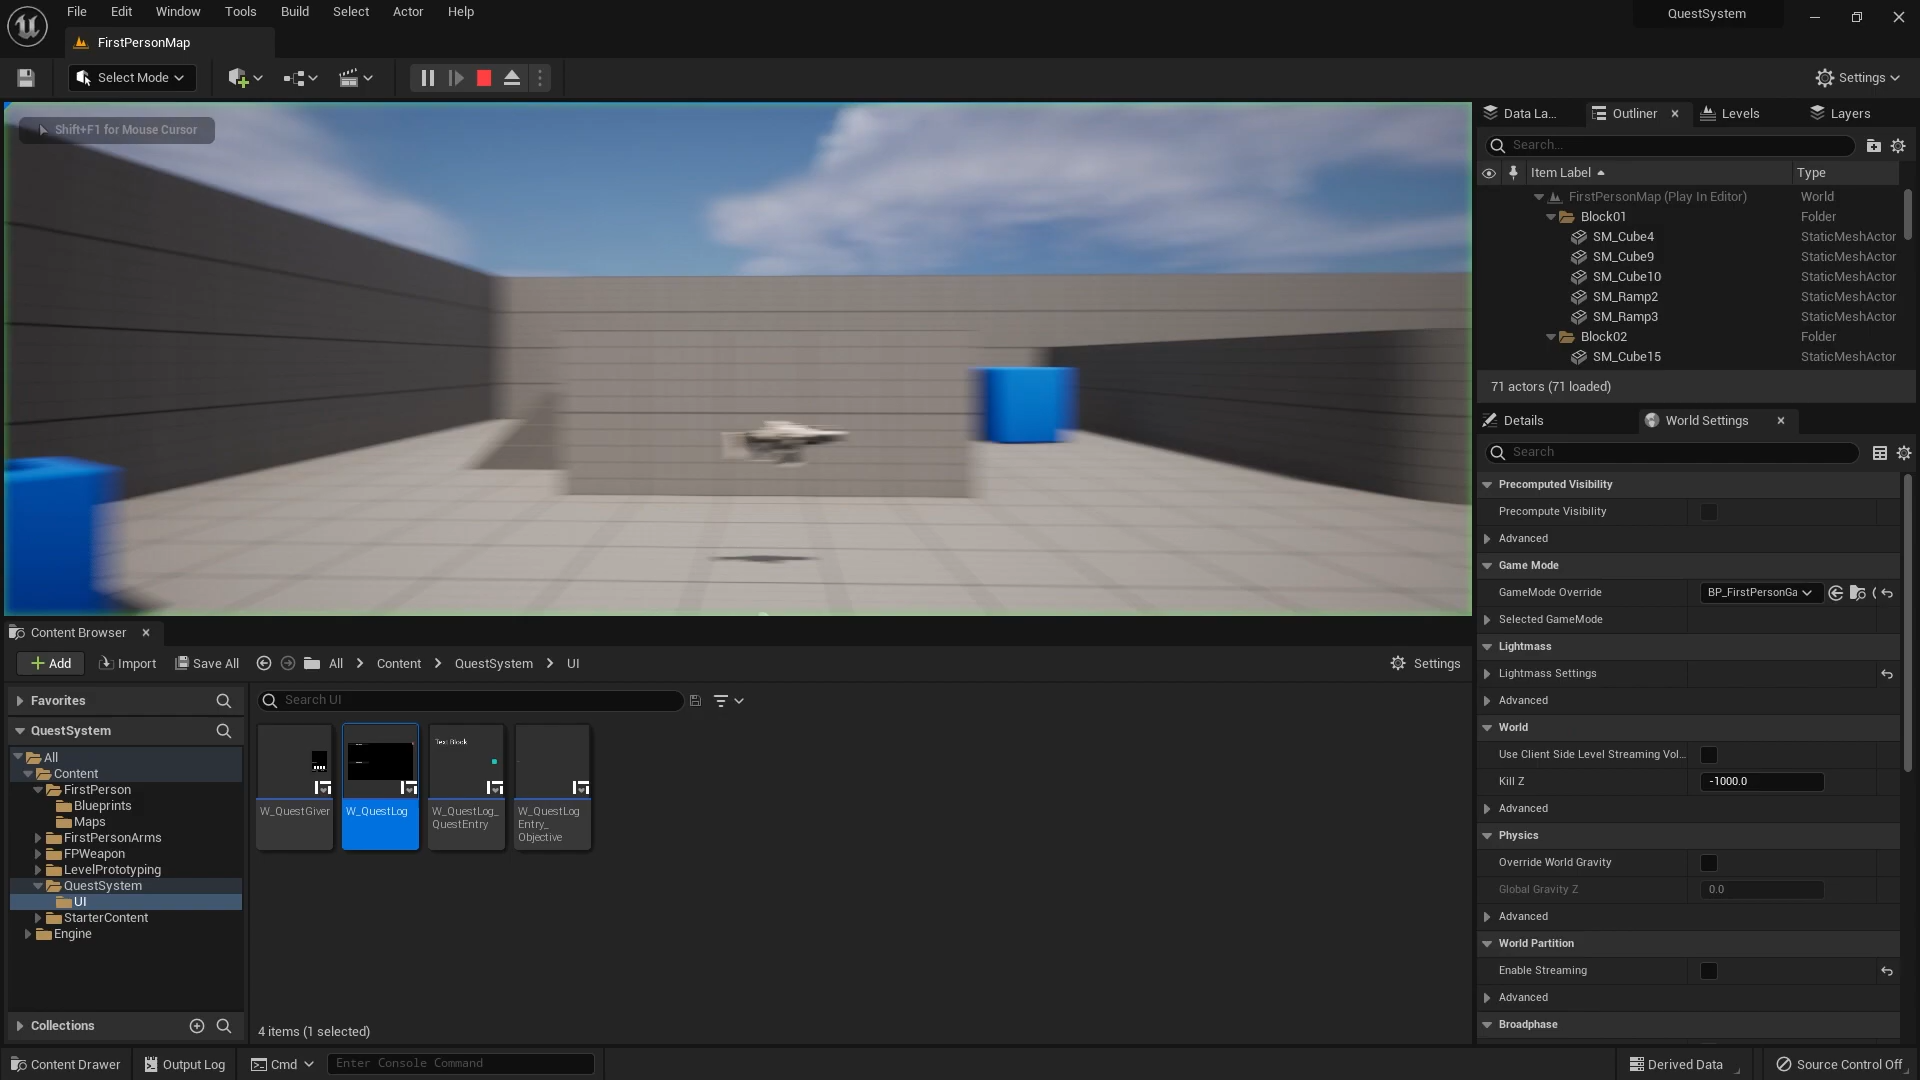 File Edit Window Tools Build Select Actor Help
QuestSystem
FirstPersonMap
Select Mode
Settings
Shift+F1 for Mouse Cursor
Data La...
Outliner
Levels
Layers
Search...
Item Label
Type
FirstPersonMap (Play In Editor)
World
Block01
Folder
SM_Cube4
StaticMeshActor
SM_Cube9
StaticMeshActor
SM_Cube10
StaticMeshActor
SM_Ramp2
StaticMeshActor
SM_Ramp3
StaticMeshActor
Block02
Folder
SM_Cube15
StaticMeshActor
71 actors (71 loaded)
Details
World Settings
Search
Precomputed Visibility
Precompute Visibility
Advanced
Game Mode
GameMode Override
BP_FirstPersonGa
Selected GameMode
Lightmass
Lightmass Settings
Advanced
World
Use Client Side Level Streaming Vol...
Kill Z
-1000.0
Advanced
Physics
Override World Gravity
Global Gravity Z
0.0
Advanced
World Partition
Enable Streaming
Advanced
Broadphase
Content Browser
Add
Import
Save All
All
Content
QuestSystem
UI
Settings
Favorites
QuestSystem
All
Content
FirstPerson
Blueprints
Maps
FirstPersonArms
FPWeapon
LevelPrototyping
QuestSystem
UI
StarterContent
Engine
Collections
Search UI
Text Block
W_QuestGiver
W_QuestLog
W_QuestLog_
QuestEntry
W_QuestLog
Entry_
Objective
4 items (1 selected)
Content Drawer
Output Log
Cmd
Enter Console Command
Derived Data
Source Control Off